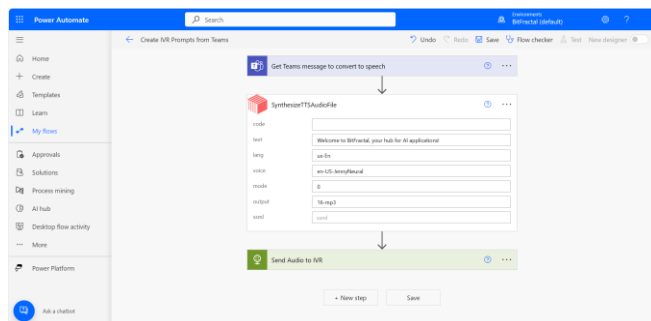 Power Automate
Search
Environments
BitFractal (default)
?
Create IVR Prompts from Teams
Undo
Redo
Save
Flow checker
Test
New designer
Home
Create
Templates
Learn
My flows
Approvals
Solutions
Process mining
AI hub
Desktop flow activity
More
Power Platform
Ask a chatbot
Get Teams message to convert to speech
SynthesizeTTSAudioFile
code
text
Welcome to BitFractal, your hub for AI applications!
lang
us-En
voice
en-US-JennyNeural
mode
0
output
16-mp3
send
send
Send Audio to IVR
+ New step
Save